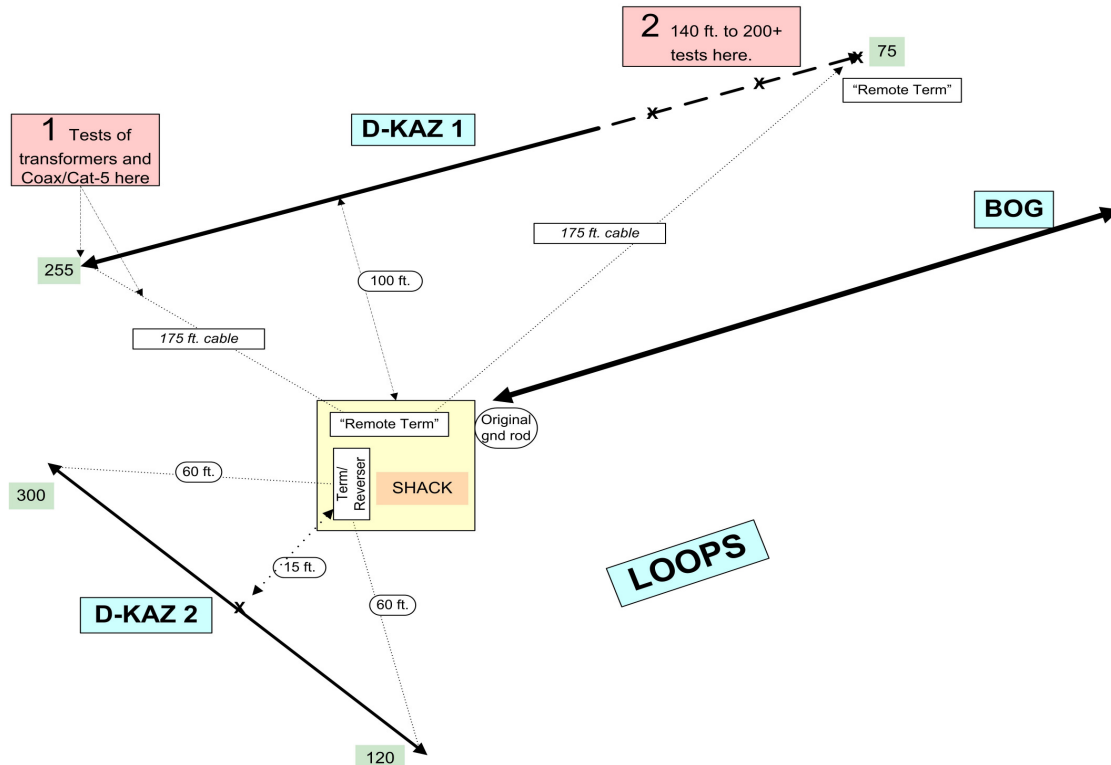 2 140 ft. to 200+
tests here.
75
"Remote Term"
1 Tests of
transformers and
Coax/Cat-5 here
D-KAZ 1
BOG
175 ft. cable
255
100 ft.
175 ft. cable
"Remote Term"
Original
gnd rod
60 ft.
Term/
Reverser
SHACK
300
15 ft.
LOOPS
D-KAZ 2
60 ft.
120
x
x
x
x